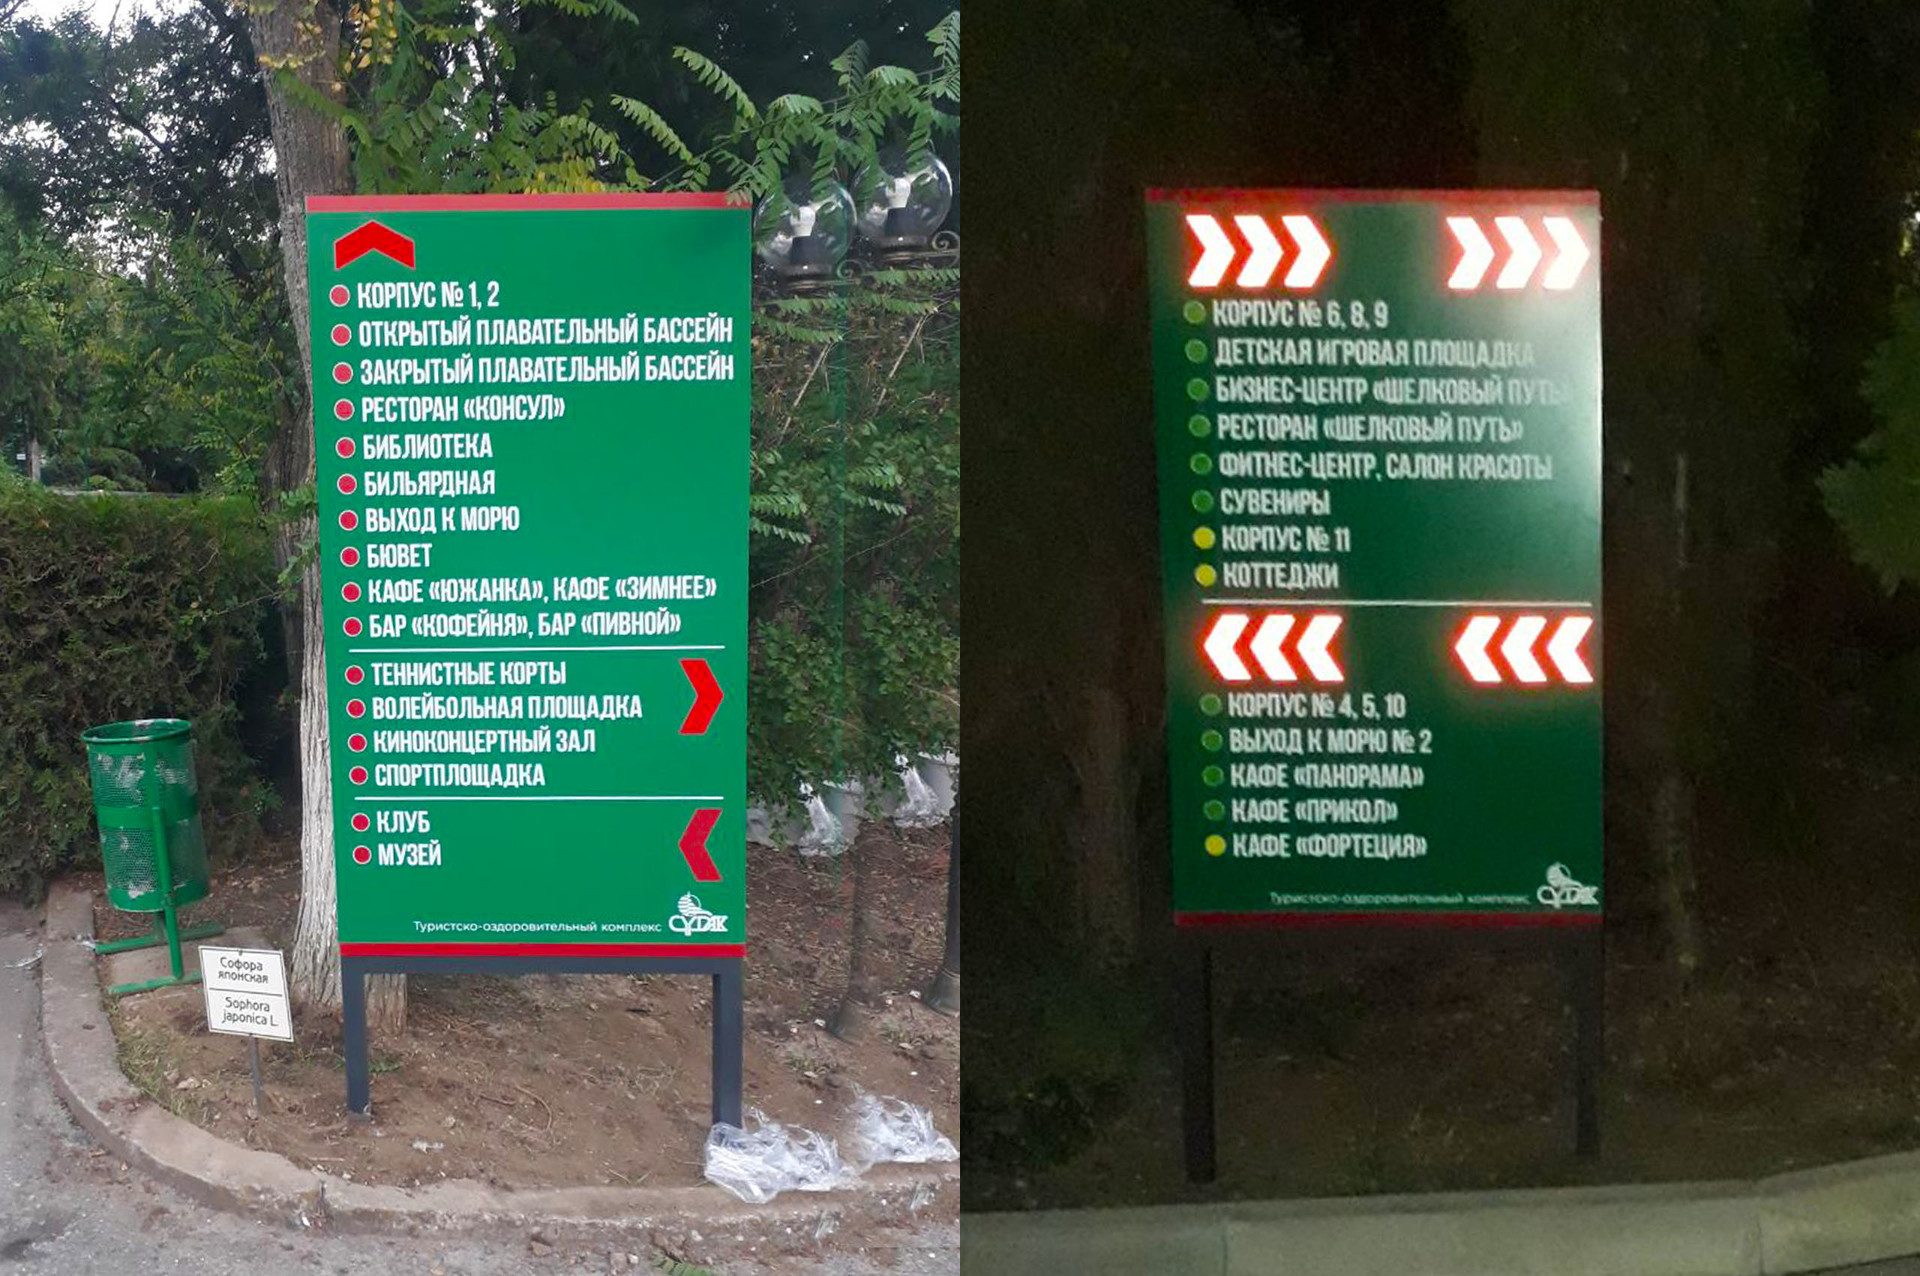 КОРПУС № 1, 2
ОТКРЫТЫЙ ПЛАВАТЕЛЬНЫЙ БАССЕЙН
ЗАКРЫТЫЙ ПЛАВАТЕЛЬНЫЙ БАССЕЙН
РЕСТОРАН «КОНСУЛ»
БИБЛИОТЕКА
БИЛЬЯРДНАЯ
ВЫХОД К МОРЮ
БЮВЕТ
КАФЕ «ЮЖАНКА», КАФЕ «ЗИМНЕЕ»
БАР «КОФЕЙНЯ», БАР «ПИВНОЙ»
ТЕННИСТНЫЕ КОРТЫ
ВОЛЕЙБОЛЬНАЯ ПЛОЩАДКА
КИНОКОНЦЕРТНЫЙ ЗАЛ
СПОРТПЛОЩАДКА
КЛУБ
МУЗЕЙ
Туристско-оздоровительный комплекс СУДАК
Софора
японская
Sophora
japonica L.
КОРПУС № 6, 8, 9
ДЕТСКАЯ ИГРОВАЯ ПЛОЩАДКА
БИЗНЕС-ЦЕНТР «ШЕЛКОВЫЙ ПУТЬ»
РЕСТОРАН «ШЕЛКОВЫЙ ПУТЬ»
ФИТНЕС-ЦЕНТР, САЛОН КРАСОТЫ
СУВЕНИРЫ
КОРПУС № 11
КОТТЕДЖИ
КОРПУС № 4, 5, 10
ВЫХОД К МОРЮ № 2
КАФЕ «ПАНОРАМА»
КАФЕ «ПРИКОЛ»
КАФЕ «ФОРТЕЦИЯ»
Туристско-оздоровительный комплекс СУДАК